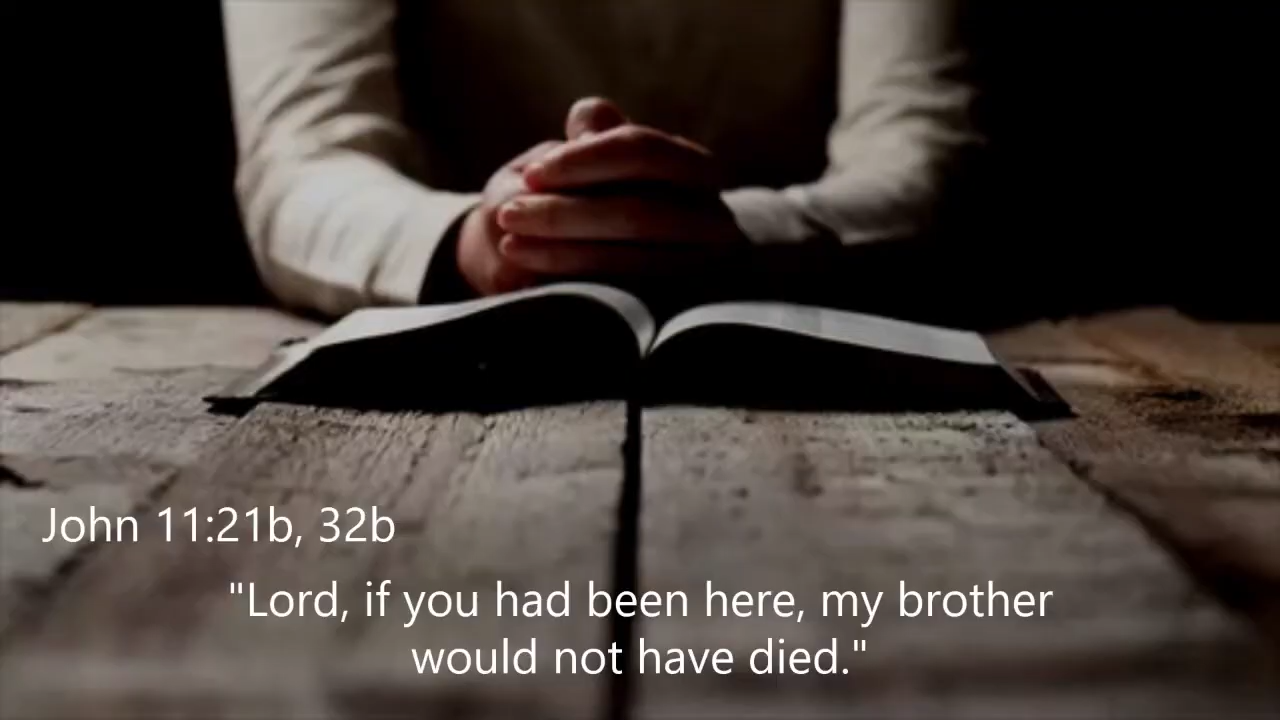 John 11:21b, 32b
"Lord, if you had been here, my brother
would not have died."